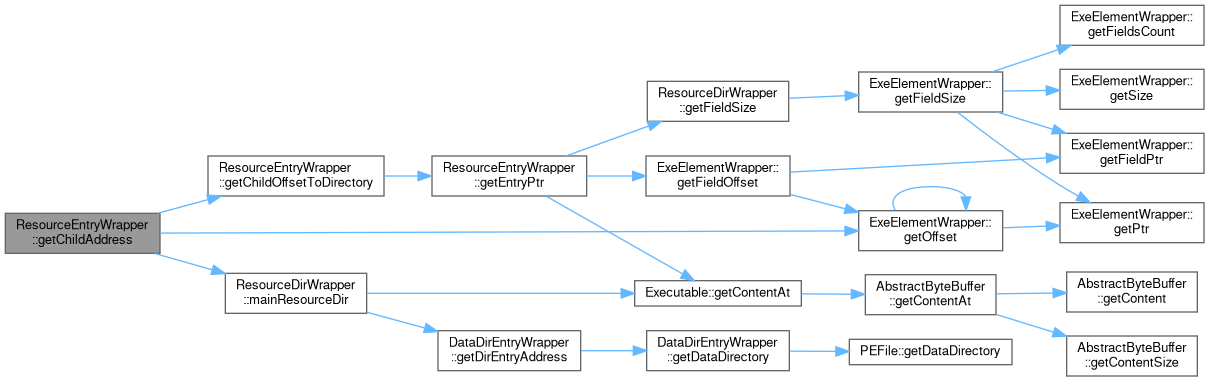 ResourceEntryWrapper
::getChildAddress
ResourceEntryWrapper
::getChildOffsetToDirectory
ResourceDirWrapper
::mainResourceDir
ResourceEntryWrapper
::getEntryPtr
DataDirEntryWrapper
::getDirEntryAddress
ResourceDirWrapper
::getFieldSize
ExeElementWrapper::
getFieldOffset
Executable::getContentAt
DataDirEntryWrapper
::getDataDirectory
ExeElementWrapper::
getFieldSize
ExeElementWrapper::
getOffset
AbstractByteBuffer
::getContentAt
PEFile::getDataDirectory
ExeElementWrapper::
getFieldsCount
ExeElementWrapper::
getSize
ExeElementWrapper::
getFieldPtr
ExeElementWrapper::
getPtr
AbstractByteBuffer
::getContent
AbstractByteBuffer
::getContentSize